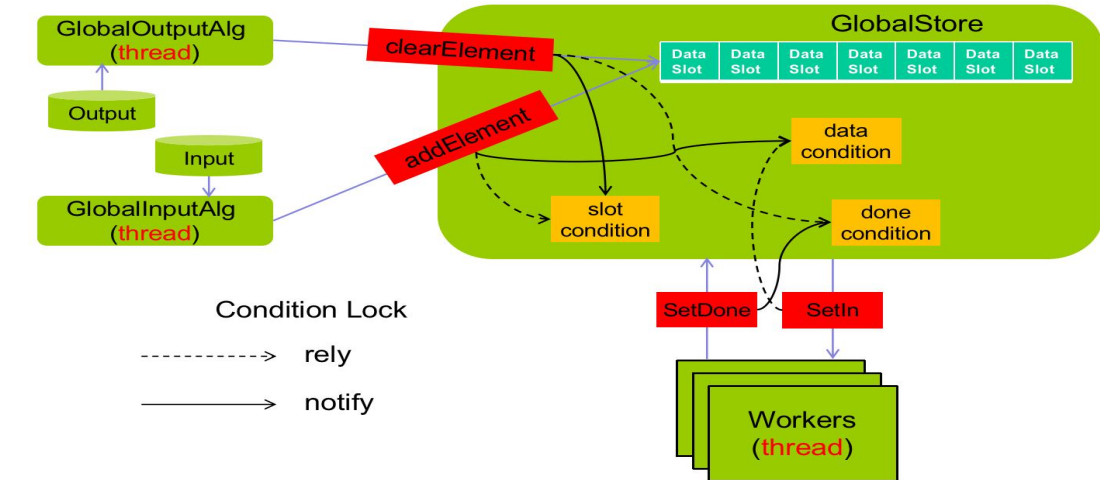 GlobalOutputAlg
(thread)
Output
Input
GlobalInputAlg
(thread)
clearElement
addElement
GlobalStore
Data Data Data Data Data Data Data
Slot Slot Slot Slot Slot Slot Slot
data
condition
slot
condition
done
condition
SetDone
SetIn
Condition Lock
rely
notify
Workers
(thread)